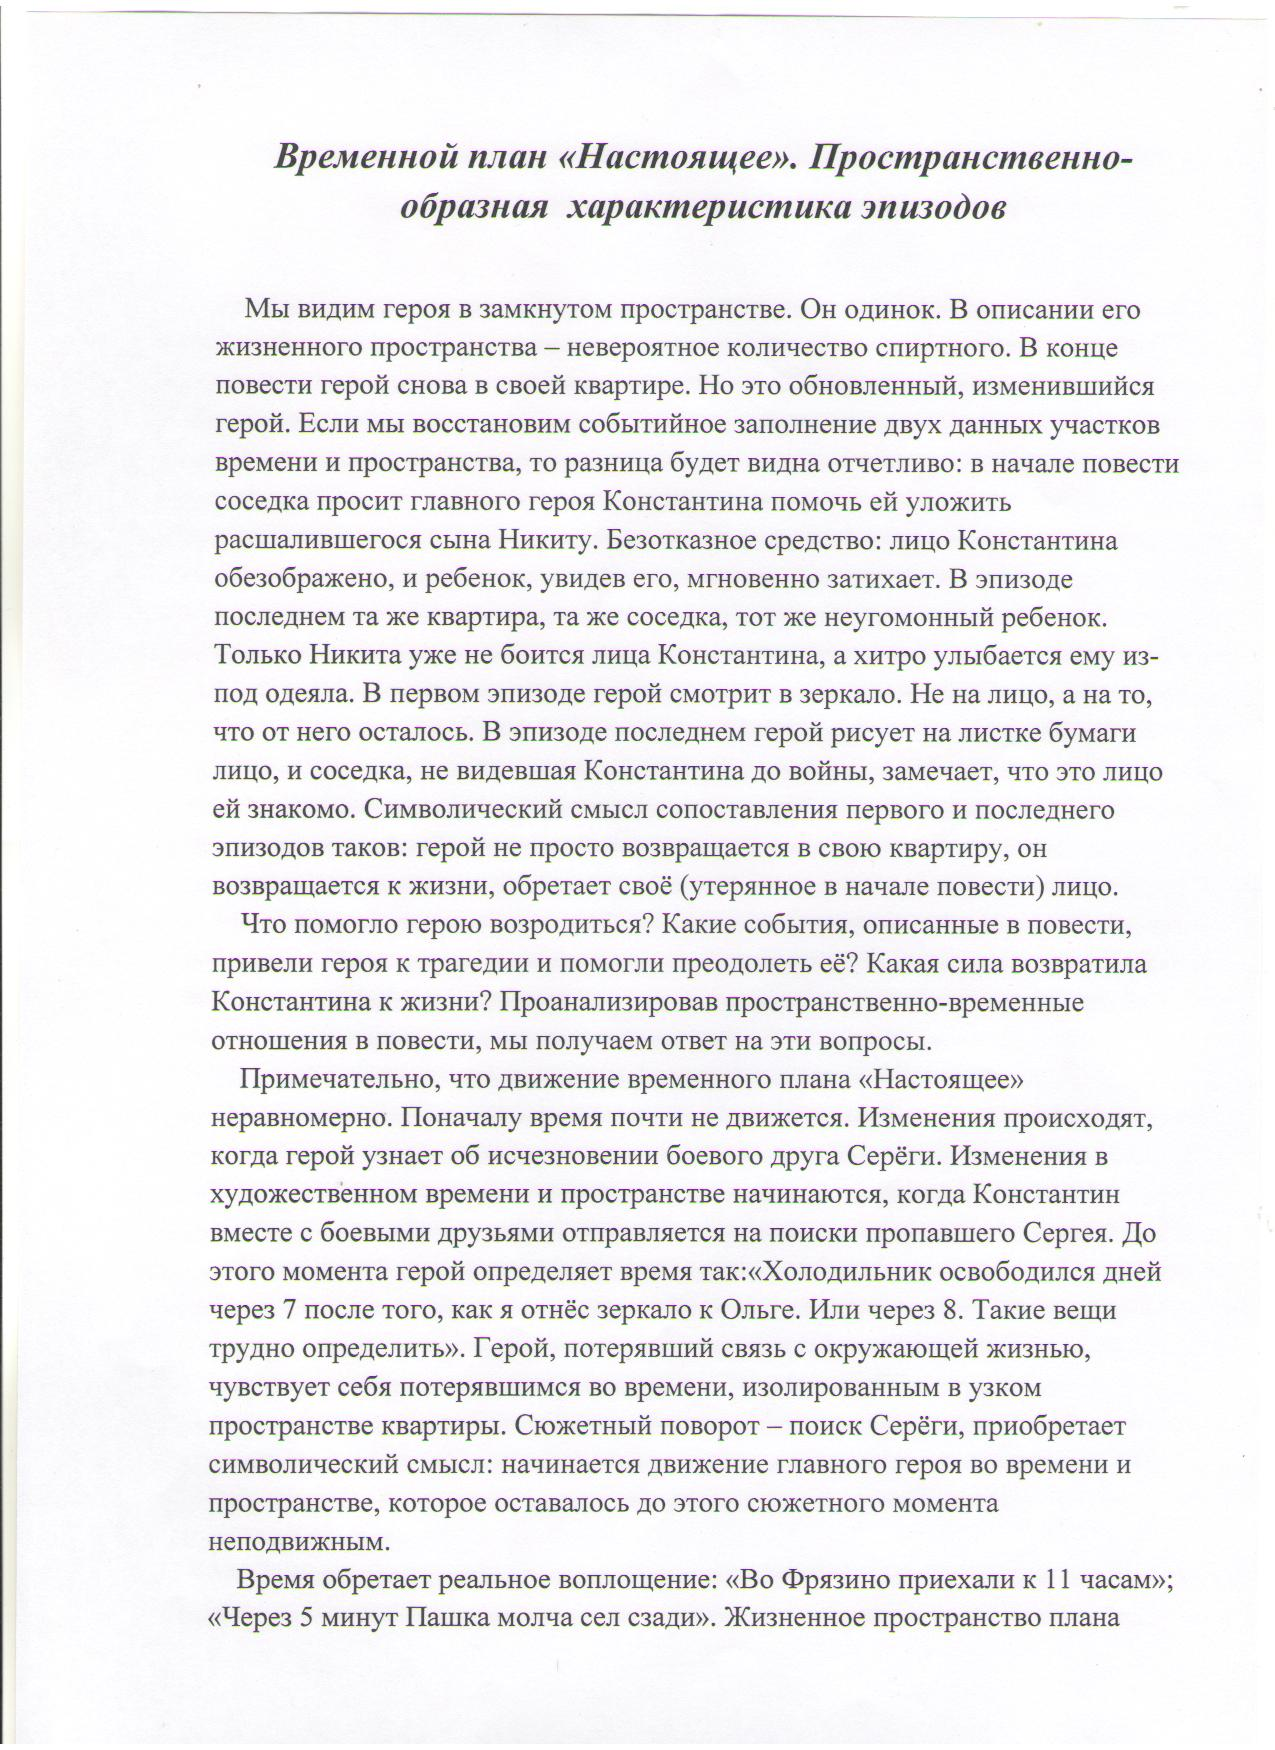 Временной план «Настоящее». Пространственно-
образная  характеристика эпизодов
Мы видим героя в замкнутом пространстве. Он одинок. В описании его
жизненного пространства – невероятное количество спиртного. В конце
повести герой снова в своей квартире. Но это обновленный, изменившийся
герой. Если мы восстановим событийное заполнение двух данных участков
времени и пространства, то разница будет видна отчетливо: в начале повести
соседка просит главного героя Константина помочь ей уложить
расшалившегося сына Никиту. Безотказное средство: лицо Константина
обезображено, и ребенок, увидев его, мгновенно затихает. В эпизоде
последнем та же квартира, та же соседка, тот же неугомонный ребенок.
Только Никита уже не боится лица Константина, а хитро улыбается ему из-
под одеяла. В первом эпизоде герой смотрит в зеркало. Не на лицо, а на то,
что от него осталось. В эпизоде последнем герой рисует на листке бумаги
лицо, и соседка, не видевшая Константина до войны, замечает, что это лицо
ей знакомо. Символический смысл сопоставления первого и последнего
эпизодов таков: герой не просто возвращается в свою квартиру, он
возвращается к жизни, обретает своё (утерянное в начале повести) лицо.
Что помогло герою возродиться? Какие события, описанные в повести,
привели героя к трагедии и помогли преодолеть её? Какая сила возвратила
Константина к жизни? Проанализировав пространственно-временные
отношения в повести, мы получаем ответ на эти вопросы.
Примечательно, что движение временного плана «Настоящее»
неравномерно. Поначалу время почти не движется. Изменения происходят,
когда герой узнает об исчезновении боевого друга Серёги. Изменения в
художественном времени и пространстве начинаются, когда Константин
вместе с боевыми друзьями отправляется на поиски пропавшего Сергея. До
этого момента герой определяет время так:«Холодильник освободился дней
через 7 после того, как я отнёс зеркало к Ольге. Или через 8. Такие вещи
трудно определить». Герой, потерявший связь с окружающей жизнью,
чувствует себя потерявшимся во времени, изолированным в узком
пространстве квартиры. Сюжетный поворот – поиск Серёги, приобретает
символический смысл: начинается движение главного героя во времени и
пространстве, которое оставалось до этого сюжетного момента
неподвижным.
Время обретает реальное воплощение: «Во Фрязино приехали к 11 часам»;
«Через 5 минут Пашка молча сел сзади». Жизненное пространство плана